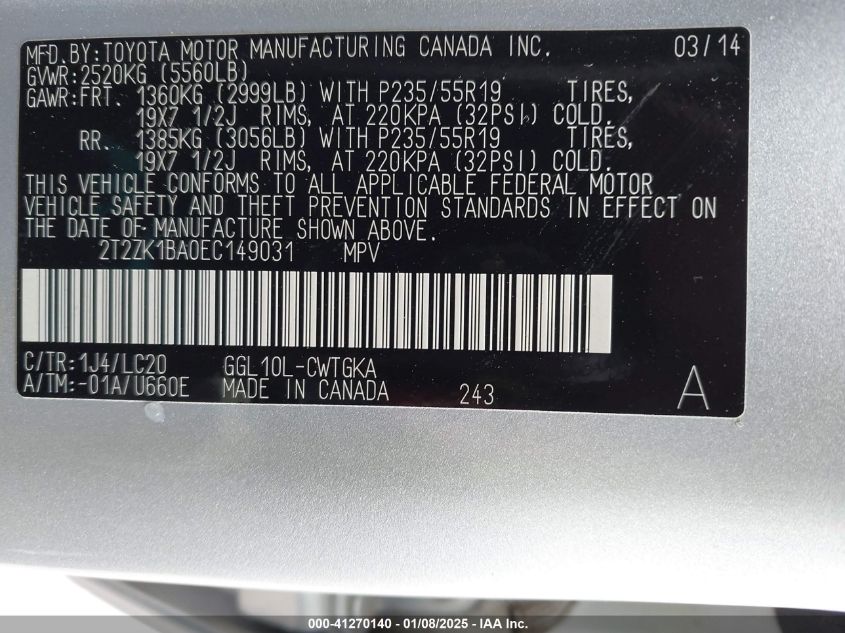 MFD.BY:TOYOTA MOTOR MANUFACTURING CANADA INC. 03/14
GVWR:2520KG (5560LB)
GAWR:FRT. 1360KG (2999LB) WITH P235/55R19 TIRES,
19X7 1/2J RIMS, AT 220KPA (32PSI) COLD.
RR. 1385KG (3056LB) WITH P235/55R19 TIRES,
19X7 1/2J RIMS, AT 220KPA (32PSI) COLD.
THIS VEHICLE CONFORMS TO ALL APPLICABLE FEDERAL MOTOR
VEHICLE SAFETY AND THEFT PREVENTION STANDARDS IN EFFECT ON
THE DATE OF MANUFACTURE SHOWN ABOVE.
2T2ZK1BA0EC149031 MPV
C/TR:1J4/LC20 GGL10L-CWTGKA
A/TM:-01A/U660E MADE IN CANADA 243 A
000-41270140 - 01/08/2025 - IAA Inc.